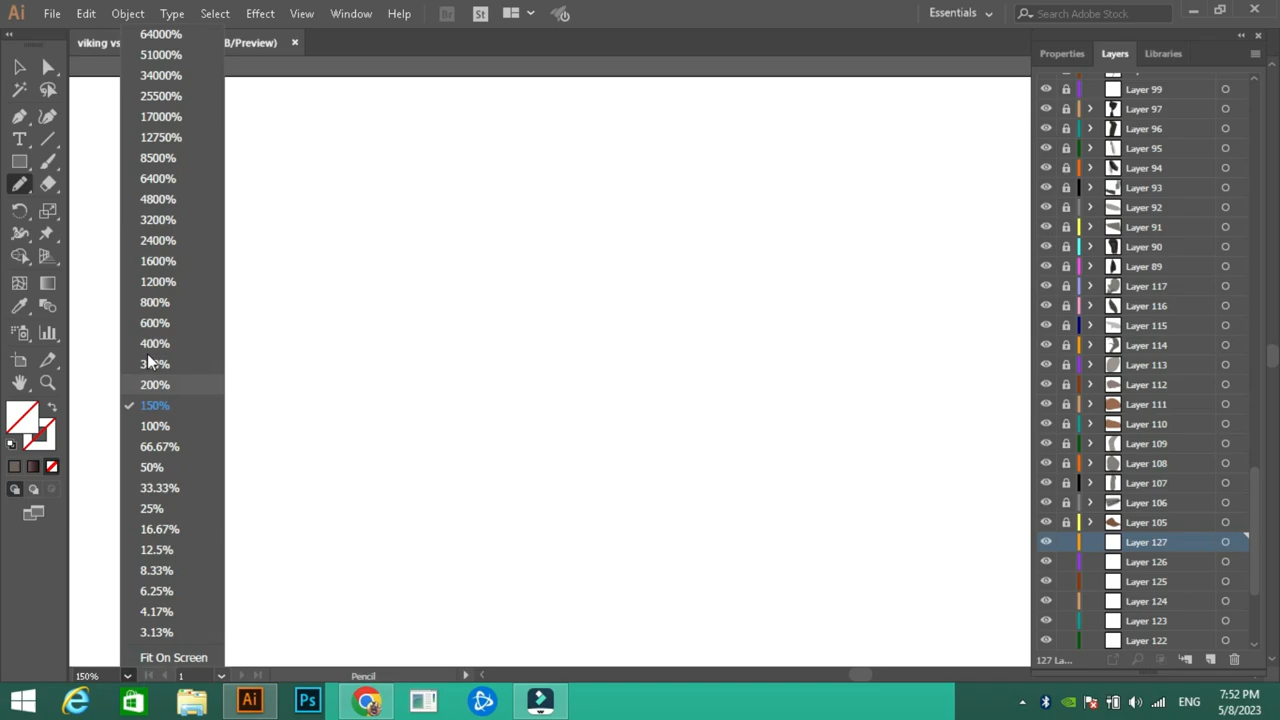 Ai File Edit Object Type Select Effect View Window Help Br St Essentials Search Adobe Stock
viking vs B/Preview) ×
64000%
51000%
34000%
25500%
17000%
12750%
8500%
6400%
4800%
3200%
2400%
1600%
1200%
800%
600%
400%
200%
150%
100%
66.67%
50%
33.33%
25%
16.67%
12.5%
8.33%
6.25%
4.17%
3.13%
Fit On Screen
Properties Layers Libraries
Layer 99
Layer 97
Layer 96
Layer 95
Layer 94
Layer 93
Layer 92
Layer 91
Layer 90
Layer 89
Layer 117
Layer 116
Layer 115
Layer 114
Layer 113
Layer 112
Layer 111
Layer 110
Layer 109
Layer 108
Layer 107
Layer 106
Layer 105
Layer 127
Layer 126
Layer 125
Layer 124
Layer 123
Layer 122
127 La...
150% 1 Pencil
Ai Ps ENG 7:52 PM
5/8/2023